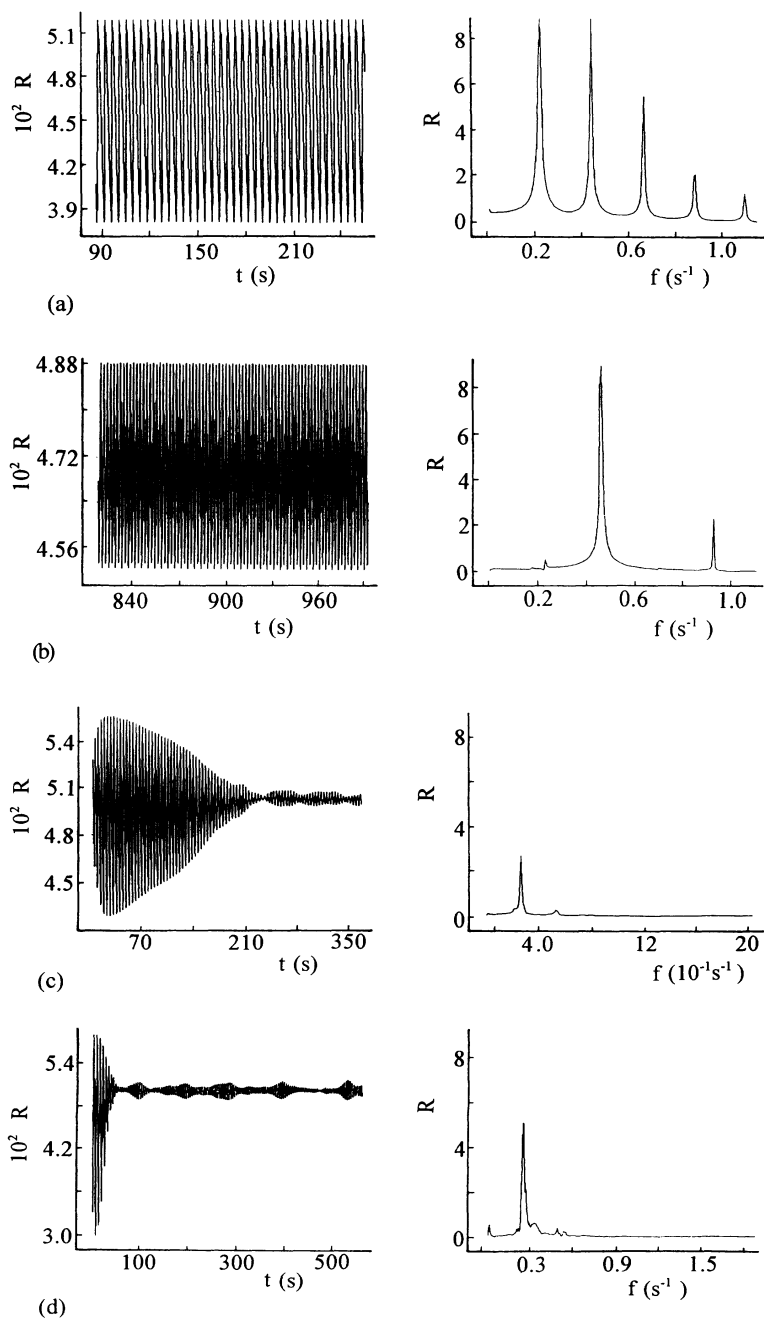 5.1
4.8
4.5
4.2
3.9
10² R
90 150 210
t (s)
(a)
8
6
4
2
0
R
0.2 0.6 1.0
f (s⁻¹ )
4.88
4.72
4.56
10² R
840 900 960
t (s)
(b)
8
6
4
2
0
R
0.2 0.6 1.0
f (s⁻¹ )
5.4
5.1
4.8
4.5
10² R
70 210 350
t (s)
(c)
8
4
0
R
4.0 12 20
f (10⁻¹s⁻¹ )
5.4
4.2
3.0
10² R
100 300 500
t (s)
(d)
8
4
0
R
0.3 0.9 1.5
f (s⁻¹ )